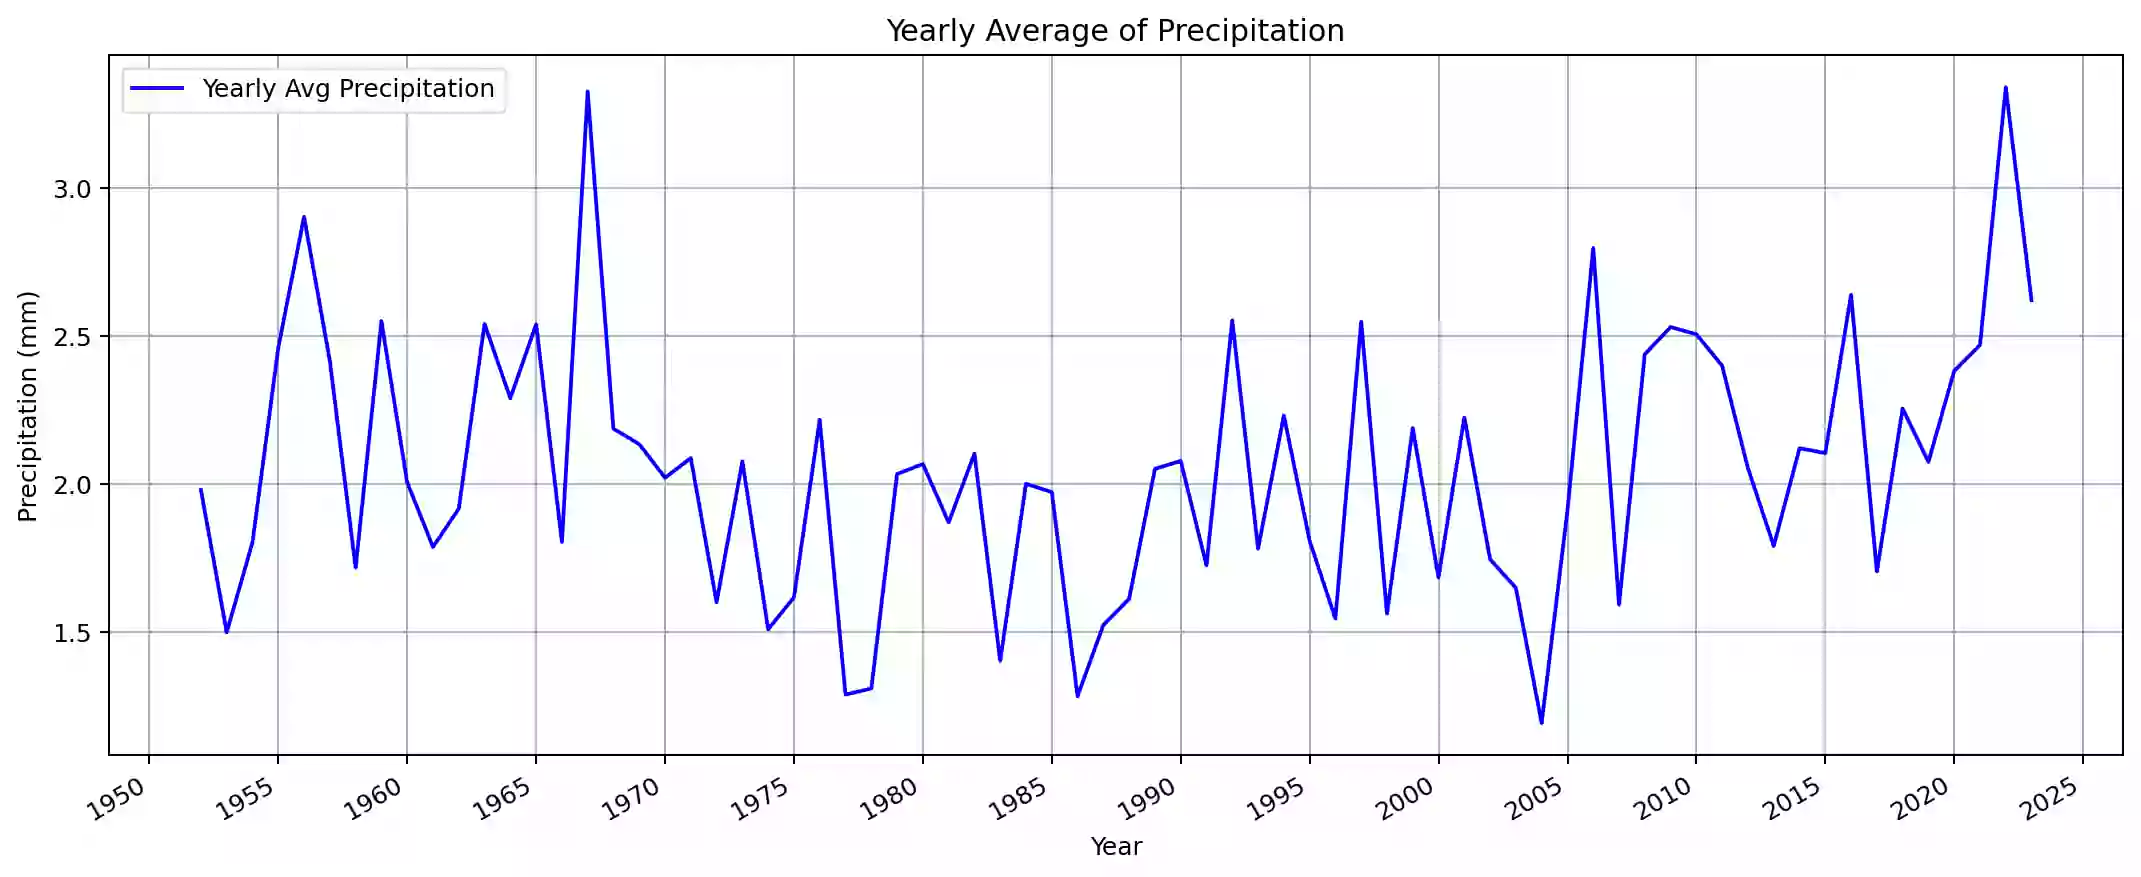 Yearly Average of Precipitation
Yearly Avg Precipitation
Precipitation (mm)
3.0
2.5
2.0
1.5
1950 1955 1960 1965 1970 1975 1980 1985 1990 1995 2000 2005 2010 2015 2020 2025
Year